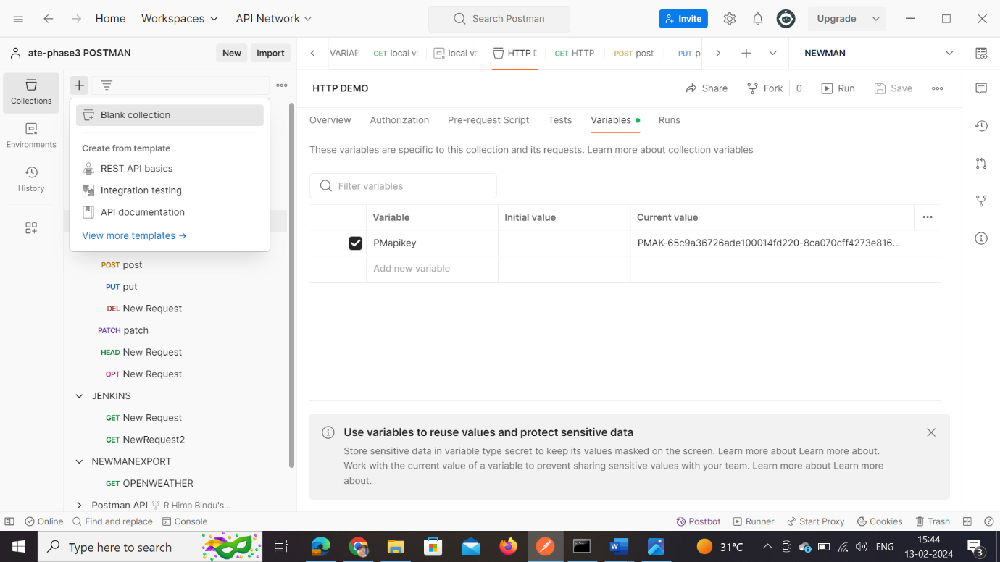 Home
Workspaces
API Network
Search Postman
Invite
Upgrade
ate-phase3 POSTMAN
New
Import
VARIAB
GET local va
local va
HTTP D
GET HTTP
POST post
PUT pu
NEWMAN
Collections
Environments
History
Blank collection
Create from template
REST API basics
Integration testing
API documentation
View more templates →
POST post
PUT put
DEL New Request
PATCH patch
HEAD New Request
OPT New Request
JENKINS
GET New Request
GET NewRequest2
NEWMANEXPORT
GET OPENWEATHER
Postman API R Hima Bindu's...
HTTP DEMO
Share
Fork
0
Run
Save
Overview
Authorization
Pre-request Script
Tests
Variables
Runs
These variables are specific to this collection and its requests. Learn more about collection variables
Filter variables
Variable
Initial value
Current value
PMapikey
PMAK-65c9a36726ade100014fd220-8ca070cff4273e816...
Add new variable
Use variables to reuse values and protect sensitive data
Store sensitive data in variable type secret to keep its values masked on the screen. Learn more about Learn more about.
Work with the current value of a variable to prevent sharing sensitive values with your team. Learn more about Learn more
about.
Online
Find and replace
Console
Postbot
Runner
Start Proxy
Cookies
Trash
Type here to search
31°C
ENG
15:44
13-02-2024
3